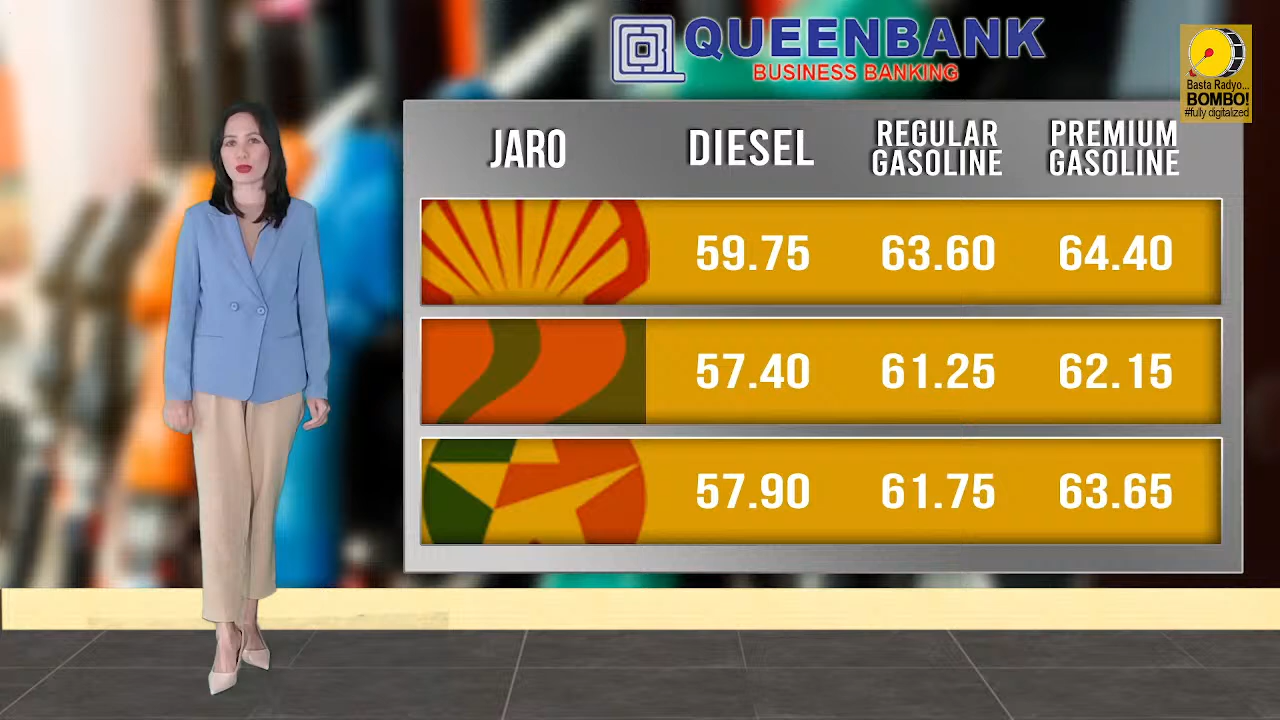 QUEENBANK
BUSINESS BANKING
Basta Radyo...
BOMBO!
#fully digitalized
JARO DIESEL REGULAR GASOLINE PREMIUM GASOLINE
59.75 63.60 64.40
57.40 61.25 62.15
57.90 61.75 63.65